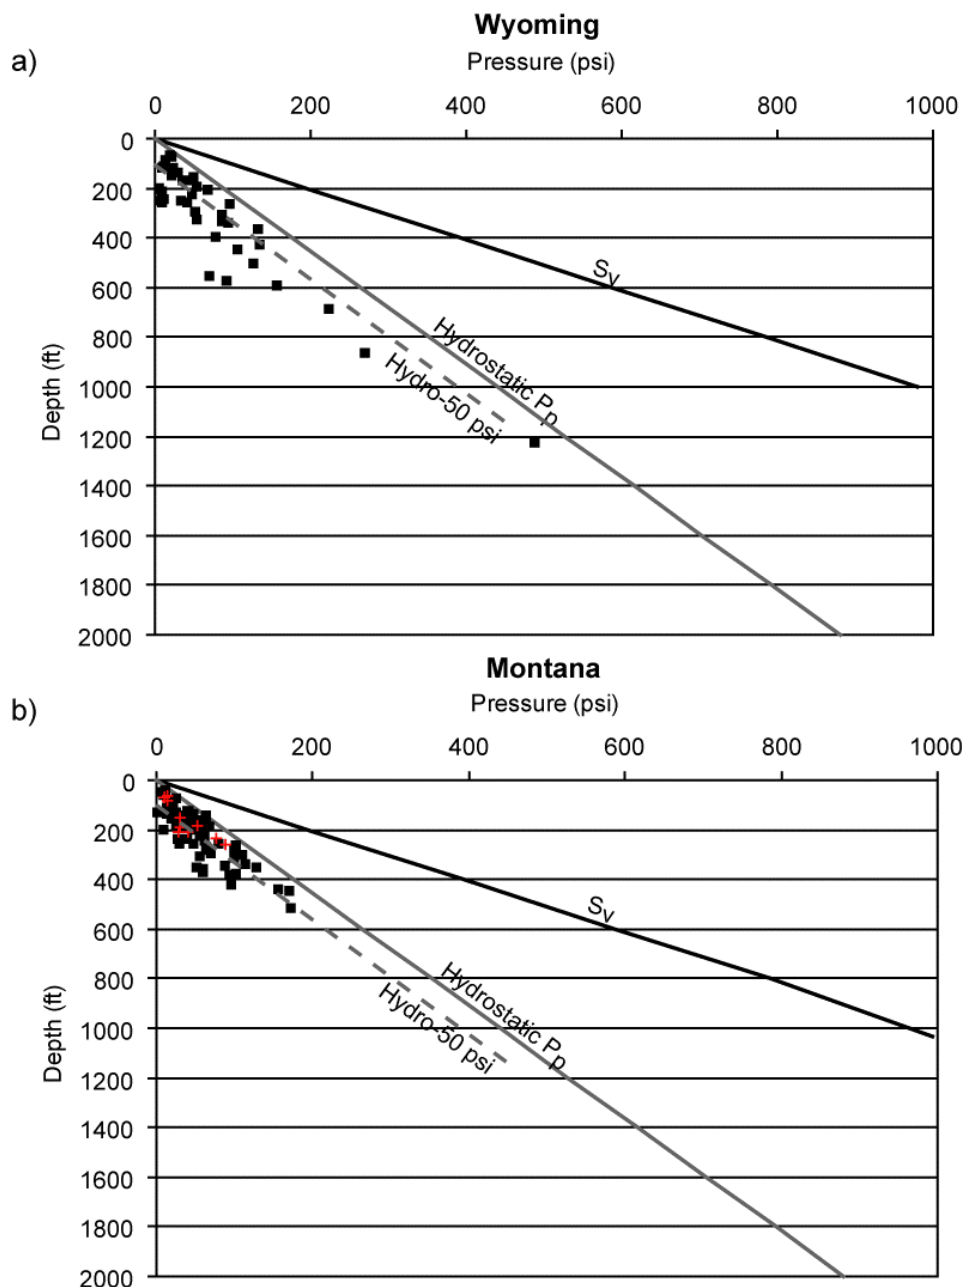 Wyoming
a)
Pressure (psi)
0 200 400 600 800 1000
0
200
400
600
800
1000
1200
1400
1600
1800
2000
Depth (ft)
Sv
Hydrostatic Pp
Hydro-50 psi
Montana
b)
Pressure (psi)
0 200 400 600 800 1000
0
200
400
600
800
1000
1200
1400
1600
1800
2000
Depth (ft)
Sv
Hydrostatic Pp
Hydro-50 psi